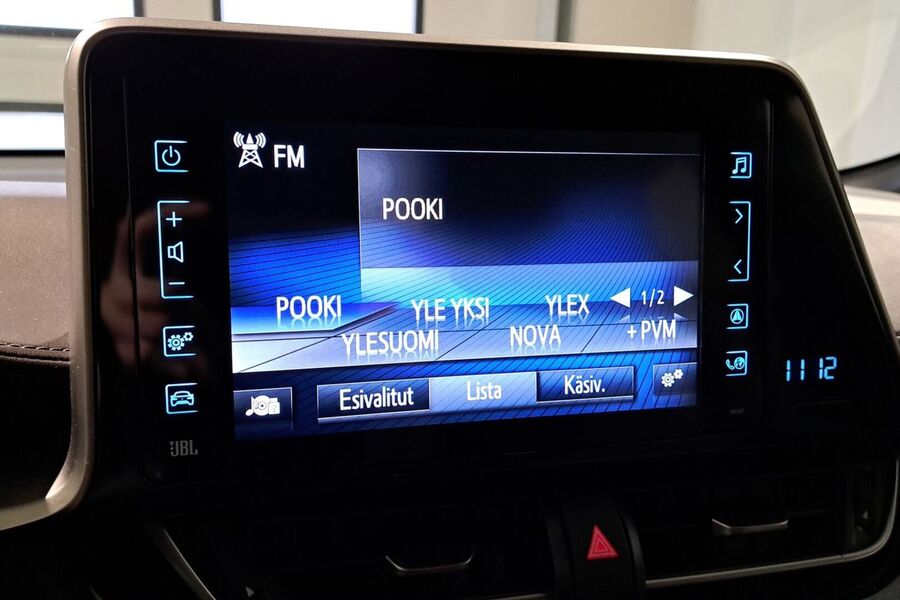 FM
POOKI
POOKI YLE YKSI YLEX 1/2
YLESUOMI NOVA +PVM
Esivalitut Lista Käsiv.
JBL
11 12